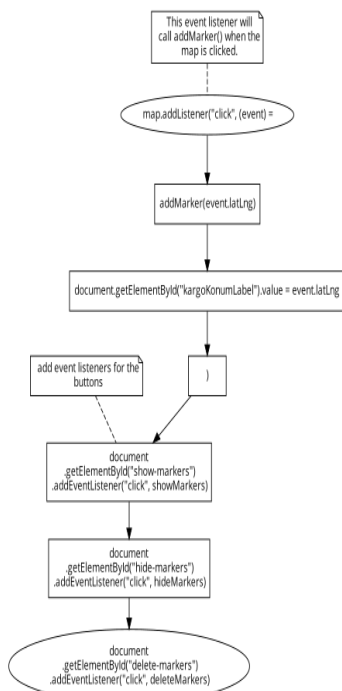 This event listener will
call addMarker() when the
map is clicked.
map.addListener("click", (event) =
addMarker(event.latLng)
document.getElementById("kargoKonumLabel").value = event.latLng
)
add event listeners for the
buttons
document
.getElementById("show-markers")
.addEventListener("click", showMarkers)
document
.getElementById("hide-markers")
.addEventListener("click", hideMarkers)
document
.getElementById("delete-markers")
.addEventListener("click", deleteMarkers)